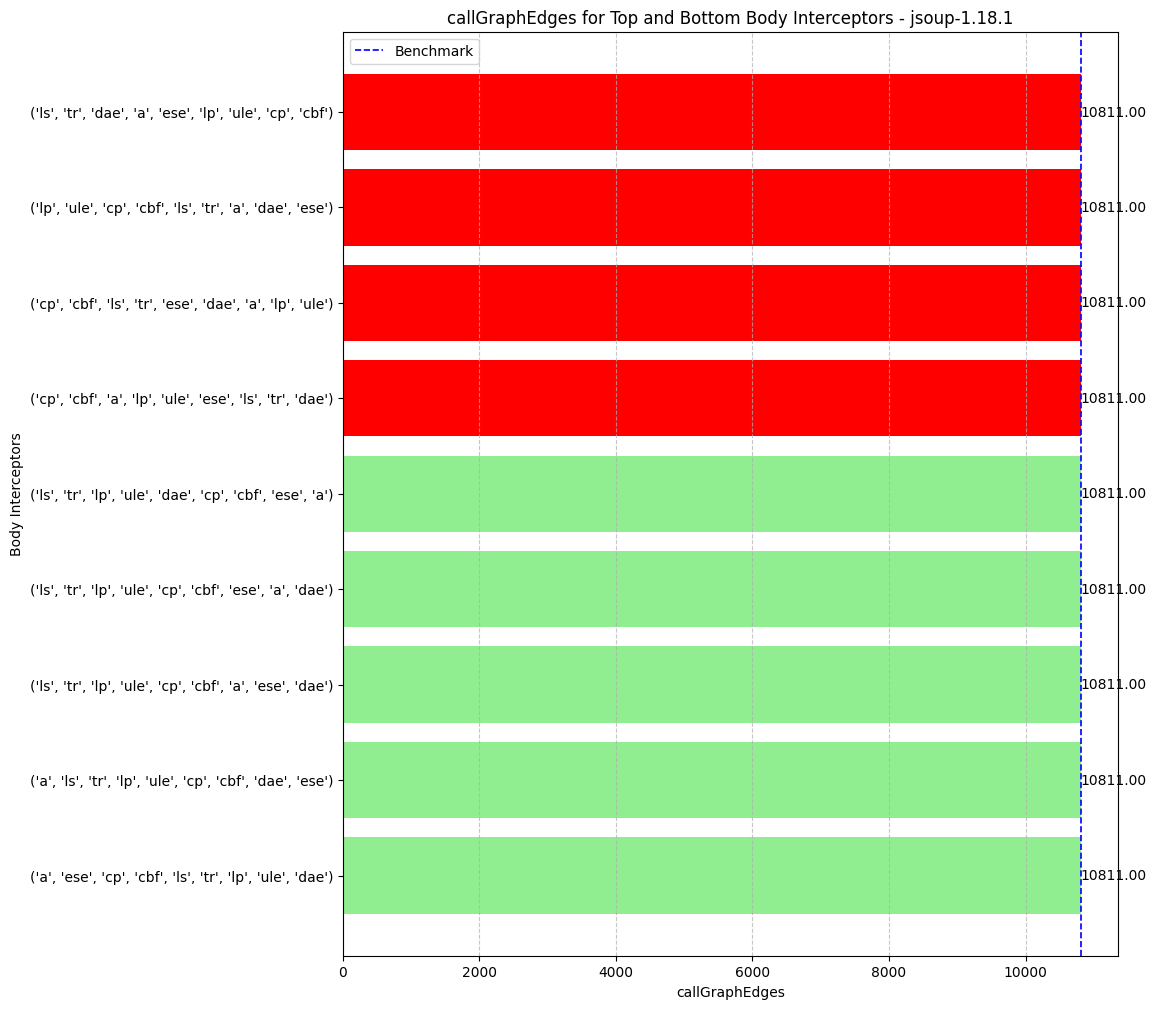 callGraphEdges for Top and Bottom Body Interceptors - jsoup-1.18.1
Benchmark
('ls', 'tr', 'dae', 'a', 'ese', 'lp', 'ule', 'cp', 'cbf') 10811.00
('lp', 'ule', 'cp', 'cbf', 'ls', 'tr', 'a', 'dae', 'ese') 10811.00
('cp', 'cbf', 'ls', 'tr', 'ese', 'dae', 'a', 'lp', 'ule') 10811.00
('cp', 'cbf', 'a', 'lp', 'ule', 'ese', 'ls', 'tr', 'dae') 10811.00
('ls', 'tr', 'lp', 'ule', 'dae', 'cp', 'cbf', 'ese', 'a') 10811.00
('ls', 'tr', 'lp', 'ule', 'cp', 'cbf', 'ese', 'a', 'dae') 10811.00
('ls', 'tr', 'lp', 'ule', 'cp', 'cbf', 'a', 'ese', 'dae') 10811.00
('a', 'ls', 'tr', 'lp', 'ule', 'cp', 'cbf', 'dae', 'ese') 10811.00
('a', 'ese', 'cp', 'cbf', 'ls', 'tr', 'lp', 'ule', 'dae') 10811.00
Body Interceptors
0 2000 4000 6000 8000 10000
callGraphEdges